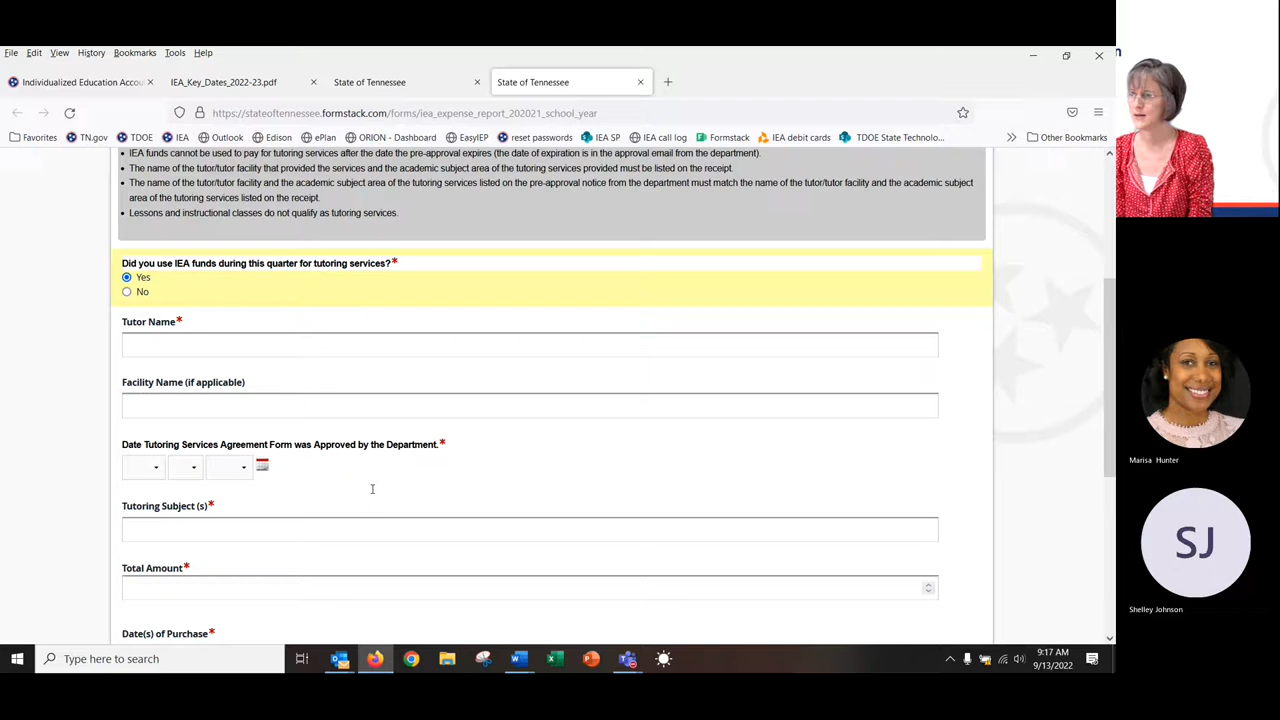 File Edit View History Bookmarks Tools Help
Individualized Education Accou
IEA_Key_Dates_2022-23.pdf
State of Tennessee
State of Tennessee
https://stateoftennessee.formstack.com/forms/iea_expense_report_202021_school_year
Favorites TN.gov TDOE IEA Outlook Edison ePlan ORION - Dashboard EasyIEP reset passwords IEA SP IEA call log Formstack IEA debit cards TDOE State Technolo... Other Bookmarks
• IEA funds cannot be used to pay for tutoring services after the date the pre-approval expires (the date of expiration is in the approval email from the department).
• The name of the tutor/tutor facility that provided the services and the academic subject area of the tutoring services provided must be listed on the receipt.
• The name of the tutor/tutor facility and the academic subject area of the tutoring services listed on the pre-approval notice from the department must match the name of the tutor/tutor facility and the academic subject
area of the tutoring services listed on the receipt.
• Lessons and instructional classes do not qualify as tutoring services.
Did you use IEA funds during this quarter for tutoring services?*
Yes
No
Tutor Name*
Facility Name (if applicable)
Date Tutoring Services Agreement Form was Approved by the Department.*
Tutoring Subject (s)*
Total Amount*
Date(s) of Purchase*
Type here to search
9:17 AM
9/13/2022
Marisa Hunter
SJ
Shelley Johnson